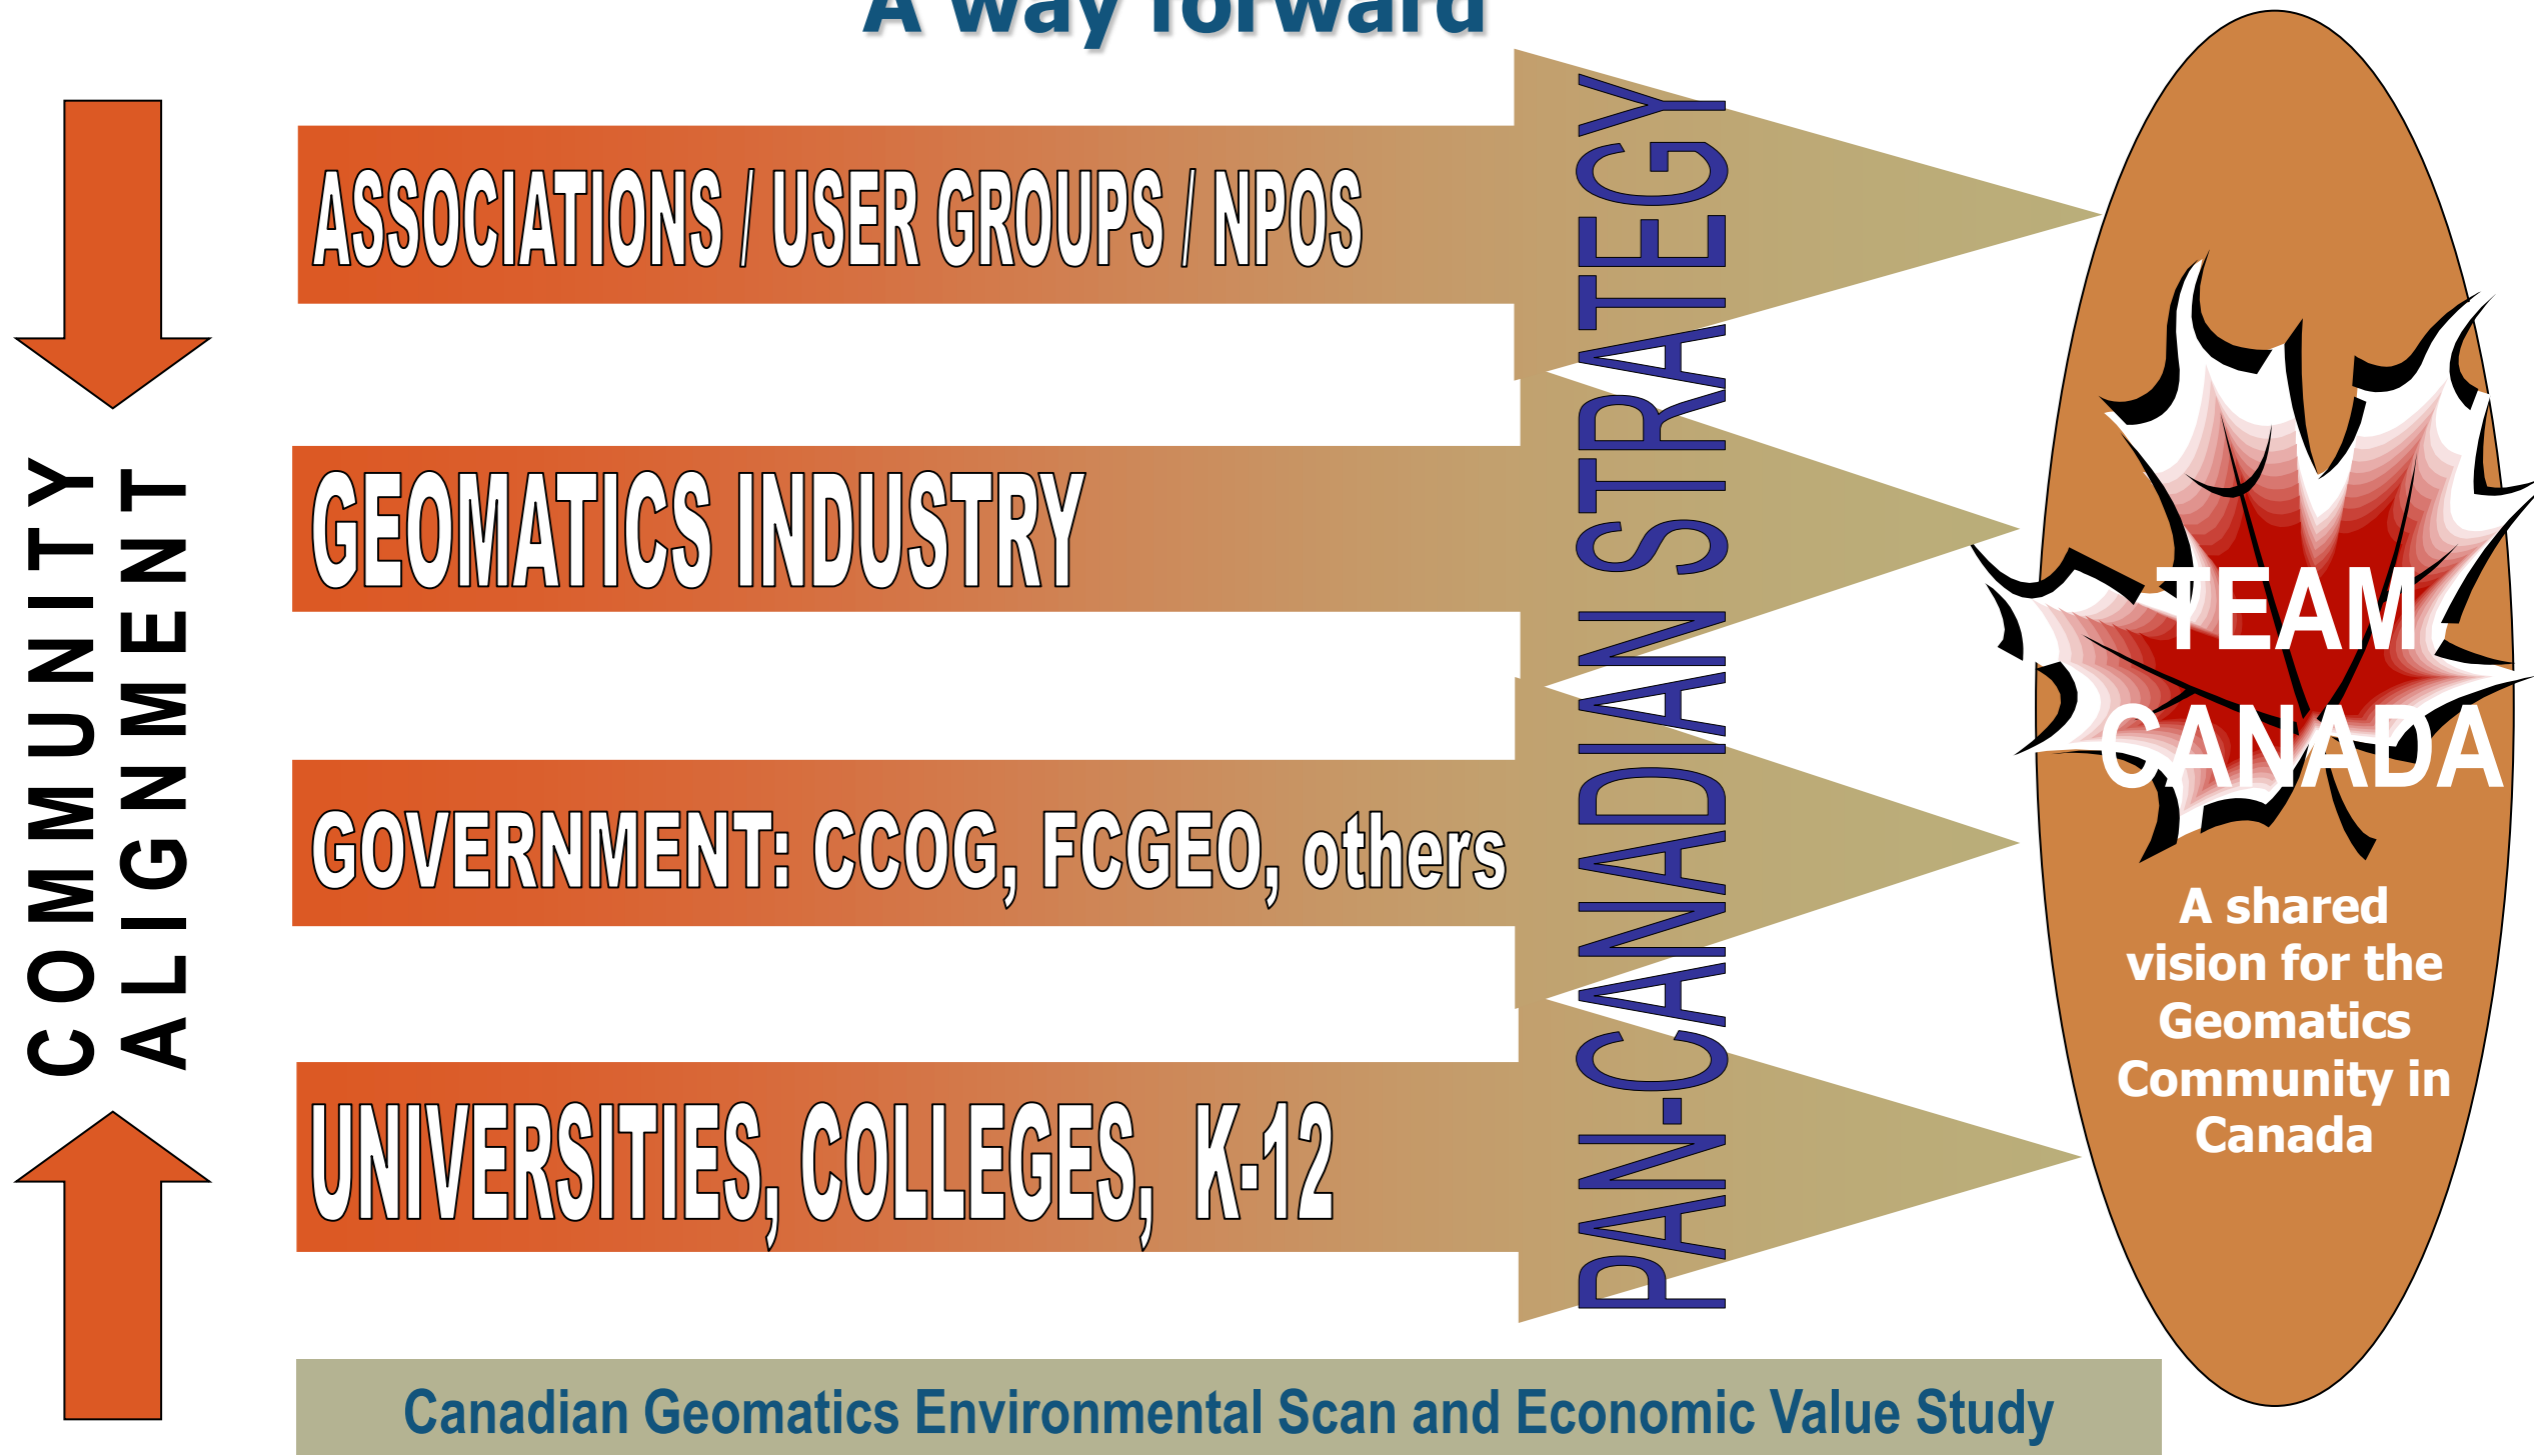 A way forward
COMMUNITY
ALIGNMENT
ASSOCIATIONS / USER GROUPS / NPOS
GEOMATICS INDUSTRY
GOVERNMENT: CCOG, FCGEO, others
UNIVERSITIES, COLLEGES, K-12
PAN-CANADIAN STRATEGY
TEAM
CANADA
A shared
vision for the
Geomatics
Community in
Canada
Canadian Geomatics Environmental Scan and Economic Value Study